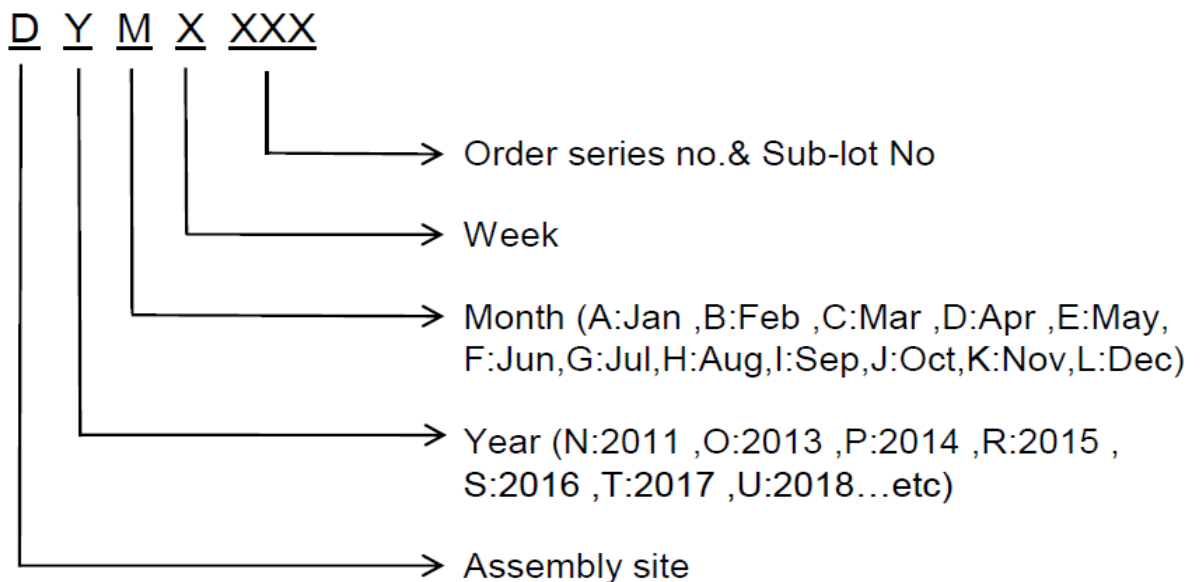 D Y M X XXX
Order series no.& Sub-lot No
Week
Month (A:Jan ,B:Feb ,C:Mar ,D:Apr ,E:May,
F:Jun,G:Jul,H:Aug,I:Sep,J:Oct,K:Nov,L:Dec)
Year (N:2011 ,O:2013 ,P:2014 ,R:2015 ,
S:2016 ,T:2017 ,U:2018…etc)
Assembly site